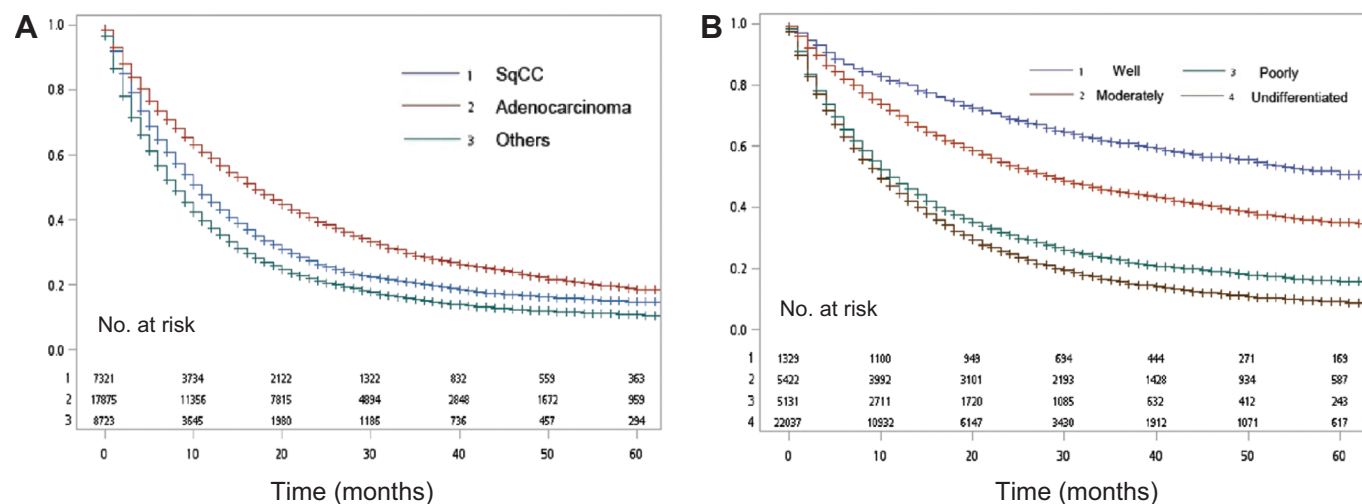 A
1.0
0.8
0.6
0.4
0.2
0.0
1 SqCC
2 Adenocarcinoma
3 Others
No. at risk
1 7321 3734 2122 1322 832 559 363
2 17875 11356 7815 4894 2848 1672 959
3 8723 3645 1980 1186 736 457 294
0 10 20 30 40 50 60
Time (months)
B
1.0
0.8
0.6
0.4
0.2
0.0
1 Well 3 Poorly
2 Moderately 4 Undifferentiated
No. at risk
1 1329 1100 949 694 444 271 169
2 5422 3992 3101 2193 1428 934 587
3 5131 2711 1720 1085 632 412 243
4 22037 10932 6147 3430 1912 1071 617
0 10 20 30 40 50 60
Time (months)